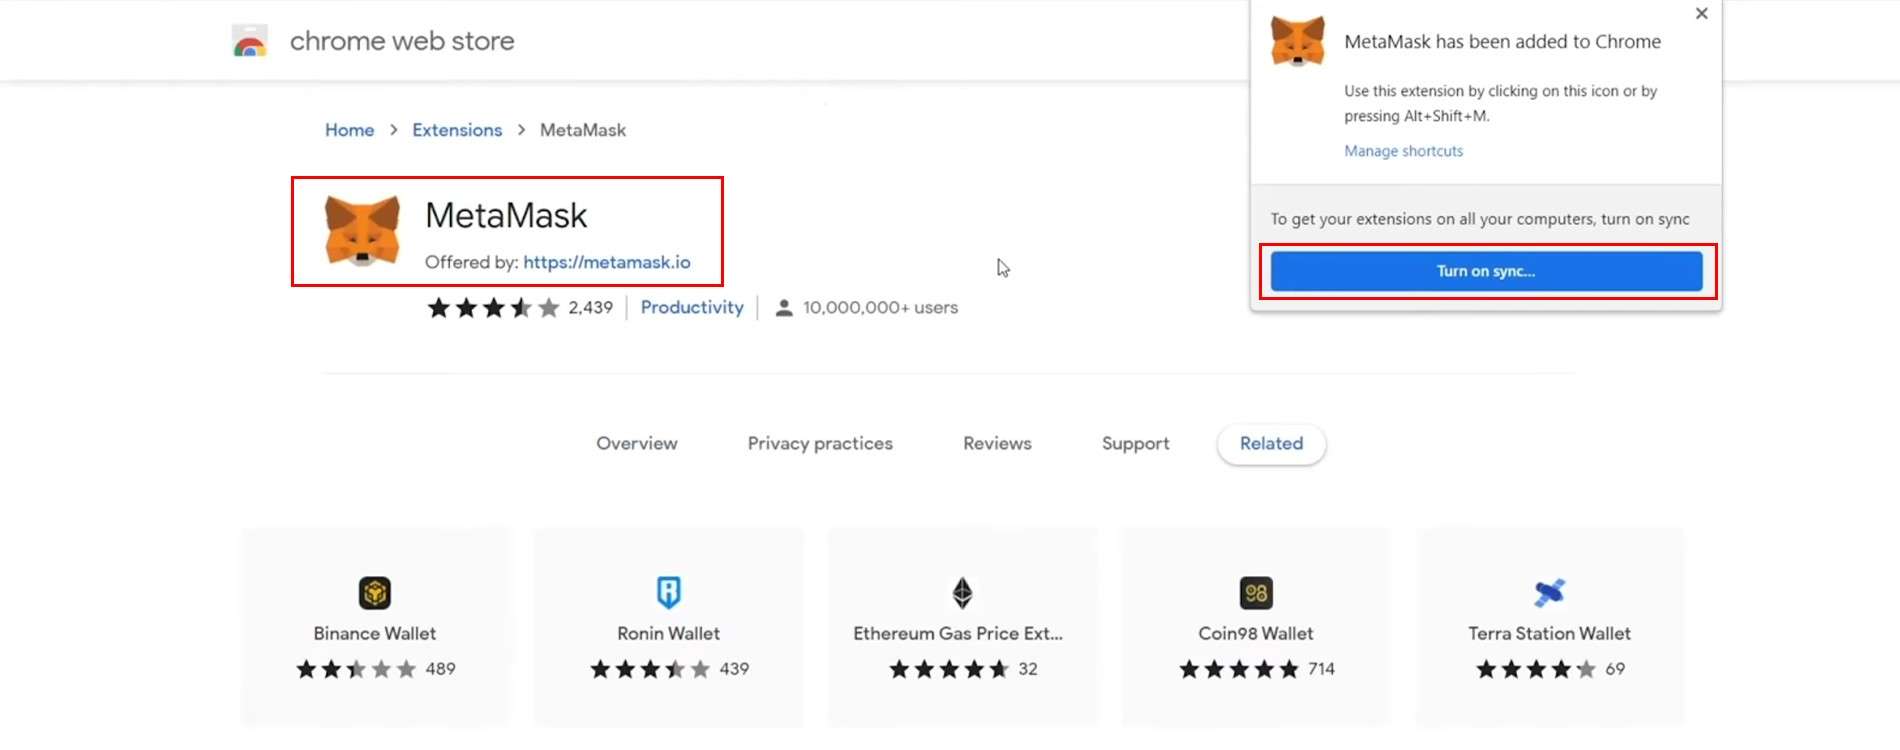 chrome web store
MetaMask has been added to Chrome
Use this extension by clicking on this icon or by
pressing Alt+Shift+M.
Manage shortcuts
To get your extensions on all your computers, turn on sync
Turn on sync...
Home > Extensions > MetaMask
MetaMask
Offered by: https://metamask.io
2,439 | Productivity | 10,000,000+ users
Overview Privacy practices Reviews Support Related
Binance Wallet
489
Ronin Wallet
439
Ethereum Gas Price Ext...
32
Coin98 Wallet
714
Terra Station Wallet
69